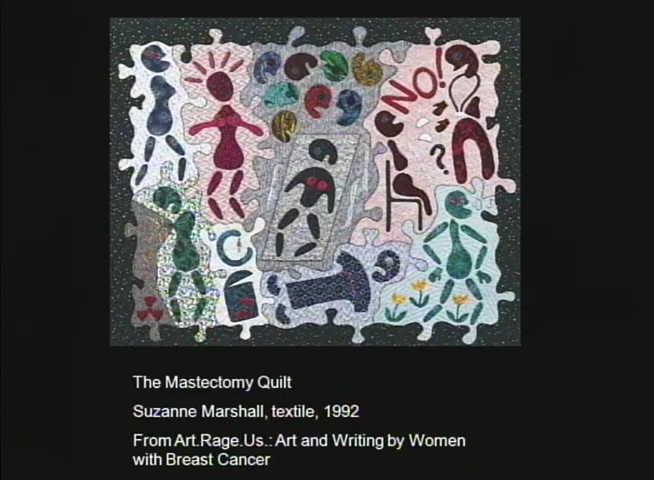 NO!
?
The Mastectomy Quilt
Suzanne Marshall, textile, 1992
From Art.Rage.Us.: Art and Writing by Women
with Breast Cancer